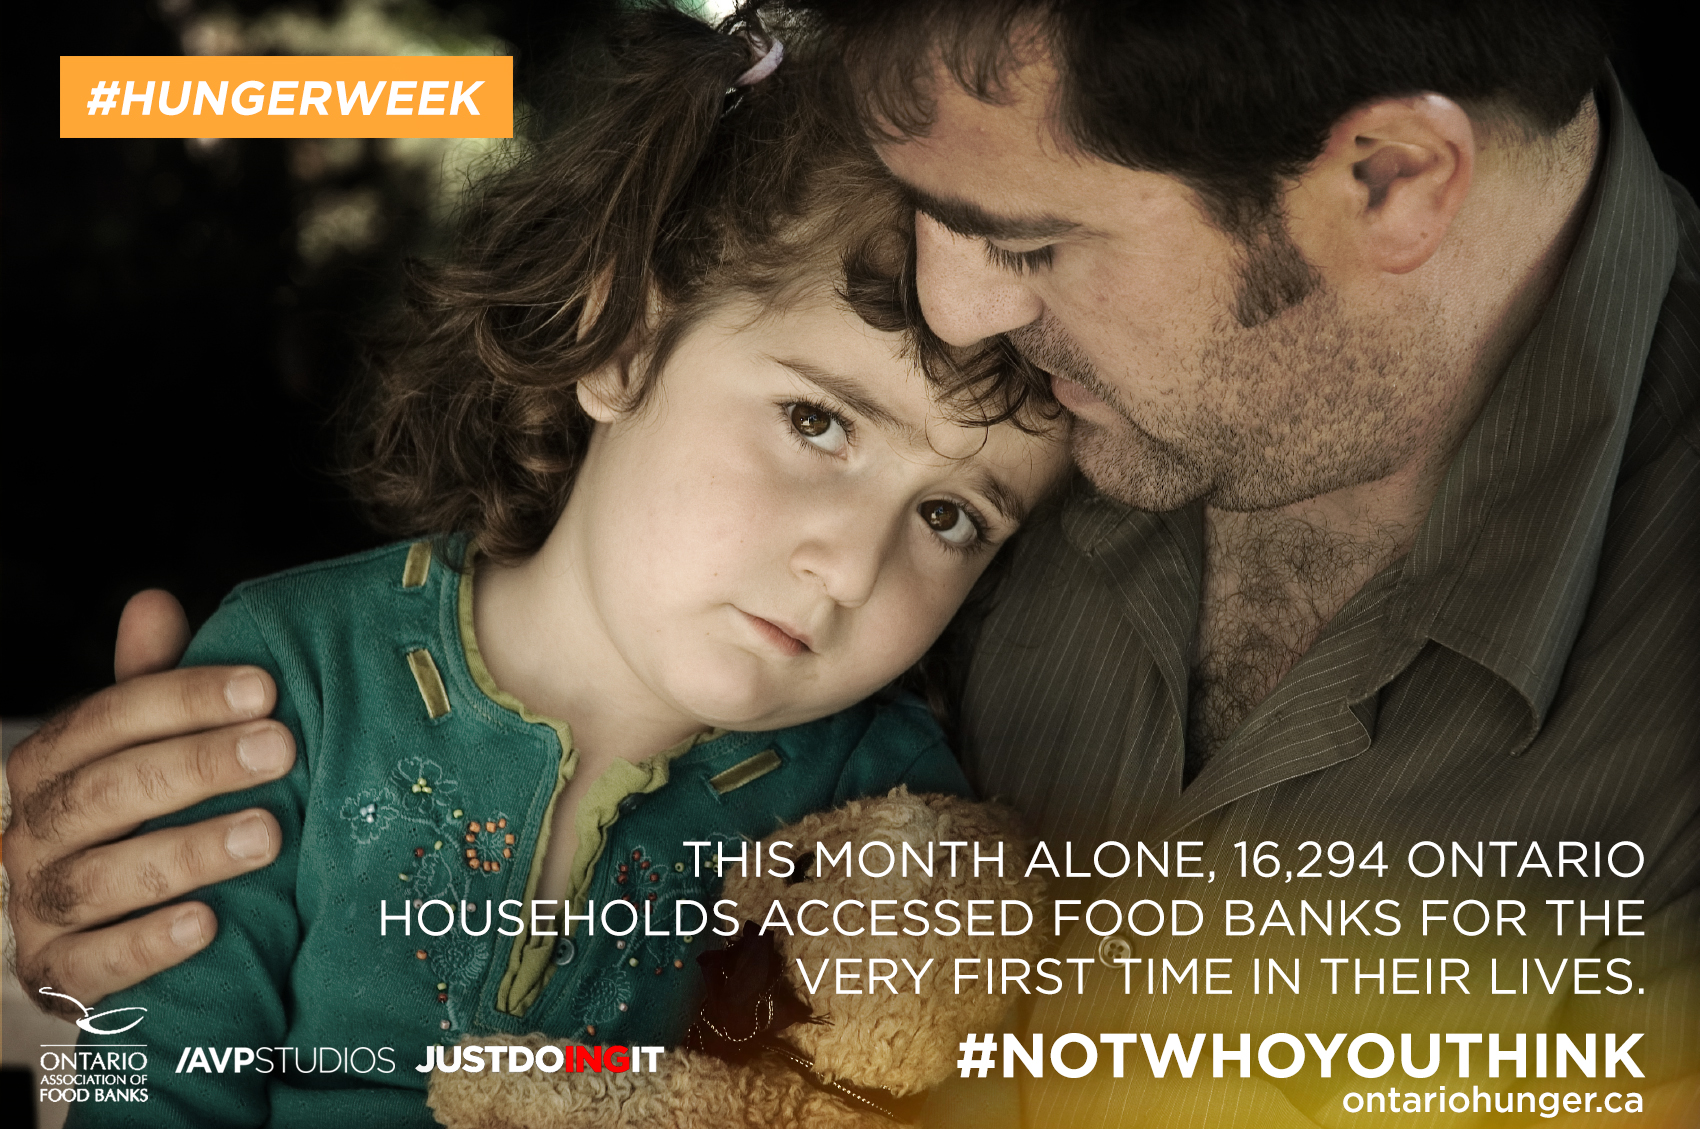 #HUNGERWEEK
THIS MONTH ALONE, 16,294 ONTARIO
HOUSEHOLDS ACCESSED FOOD BANKS FOR THE
VERY FIRST TIME IN THEIR LIVES.
#NOTWHOYOUTHINK
ontariohunger.ca
ONTARIO
ASSOCIATION OF
FOOD BANKS
/AVPSTUDIOS
JUSTDOINGIT